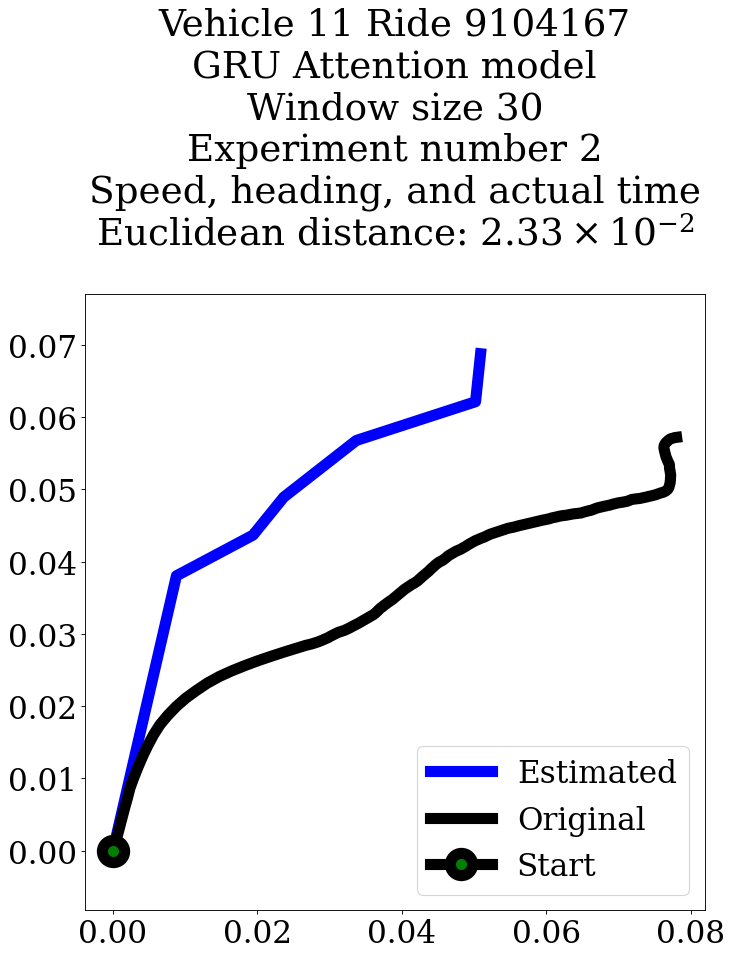 Vehicle 11 Ride 9104167
GRU Attention model
Window size 30
Experiment number 2
Speed, heading, and actual time
Euclidean distance: 2.33 × 10⁻²
0.07
0.06
0.05
0.04
0.03
0.02
0.01
0.00
Estimated
Original
Start
0.00 0.02 0.04 0.06 0.08